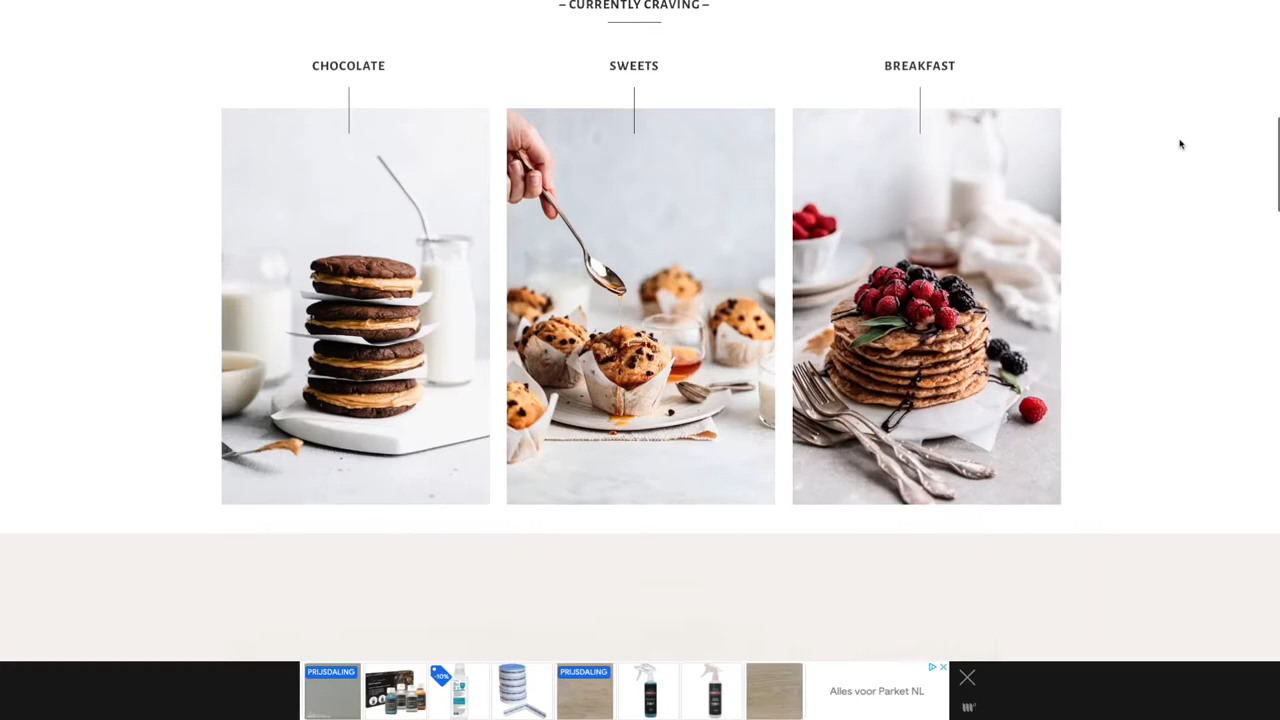 – CURRENTLY CRAVING –
CHOCOLATE
SWEETS
BREAKFAST
PRIJSDALING
-10%
PRIJSDALING
Alles voor Parket NL